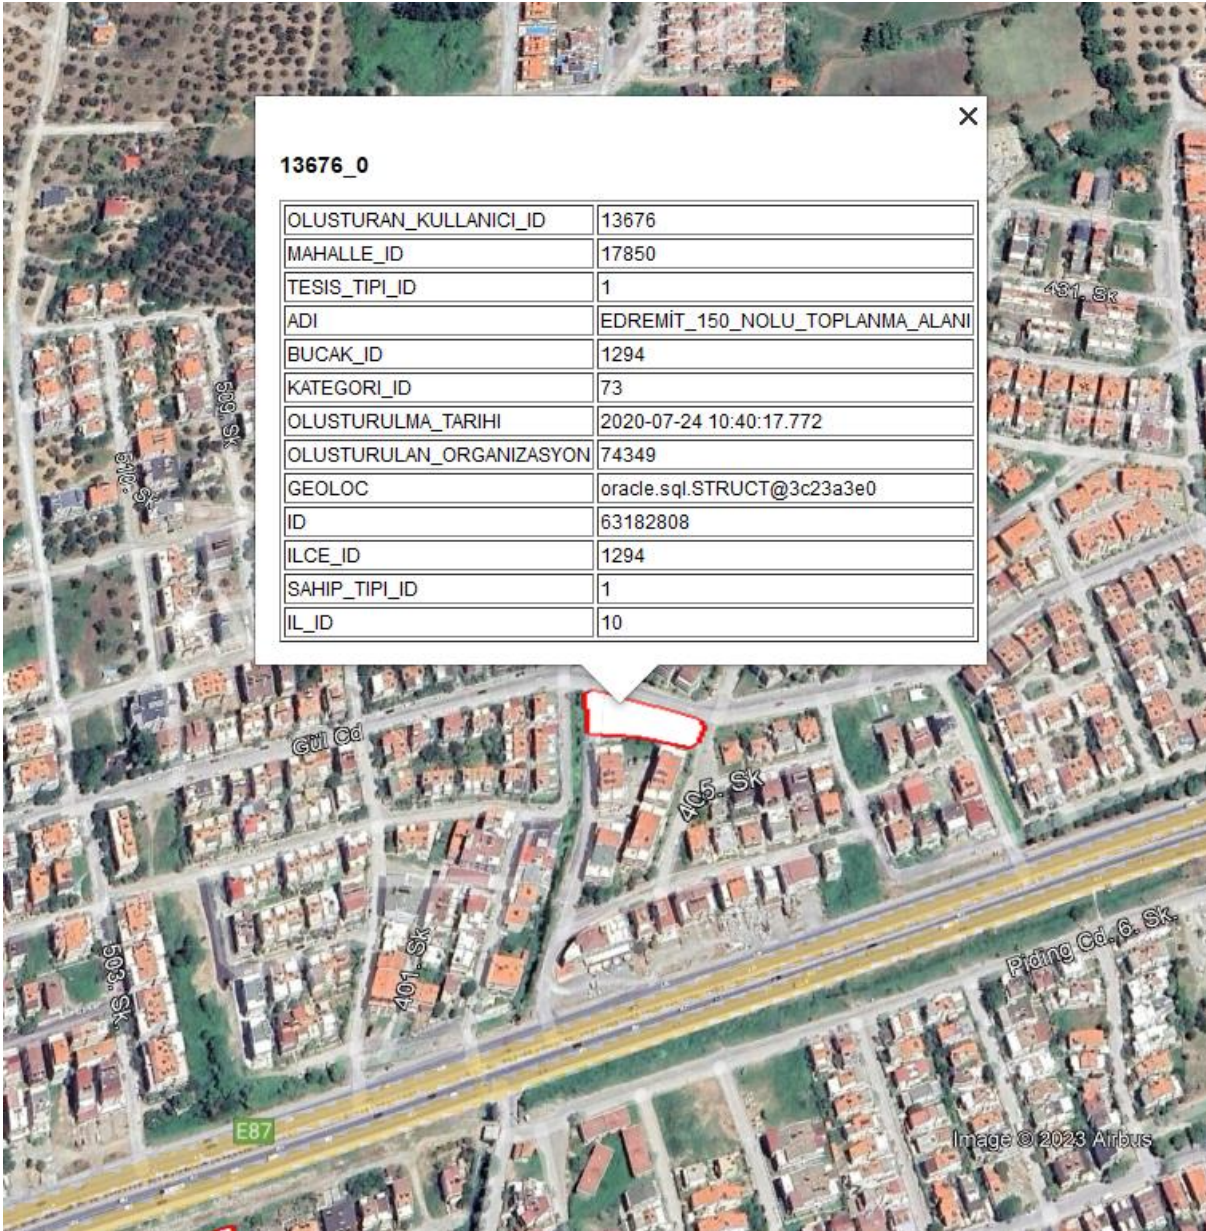 13676_0
OLUSTURAN_KULLANICI_ID 13676
MAHALLE_ID 17850
TESIS_TIPI_ID 1
ADI EDREMİT_150_NOLU_TOPLANMA_ALANI
BUCAK_ID 1294
KATEGORI_ID 73
OLUSTURULMA_TARIHI 2020-07-24 10:40:17.772
OLUSTURULAN_ORGANIZASYON 74349
GEOLOC oracle.sql.STRUCT@3c23a3e0
ID 63182808
ILCE_ID 1294
SAHIP_TIPI_ID 1
IL_ID 10
431. Sk
509. Sk
510. Sk
Gül Cd
405. Sk
401. Sk
503. Sk.
Piding Cd. 6. Sk.
E87
Image © 2023 Airbus